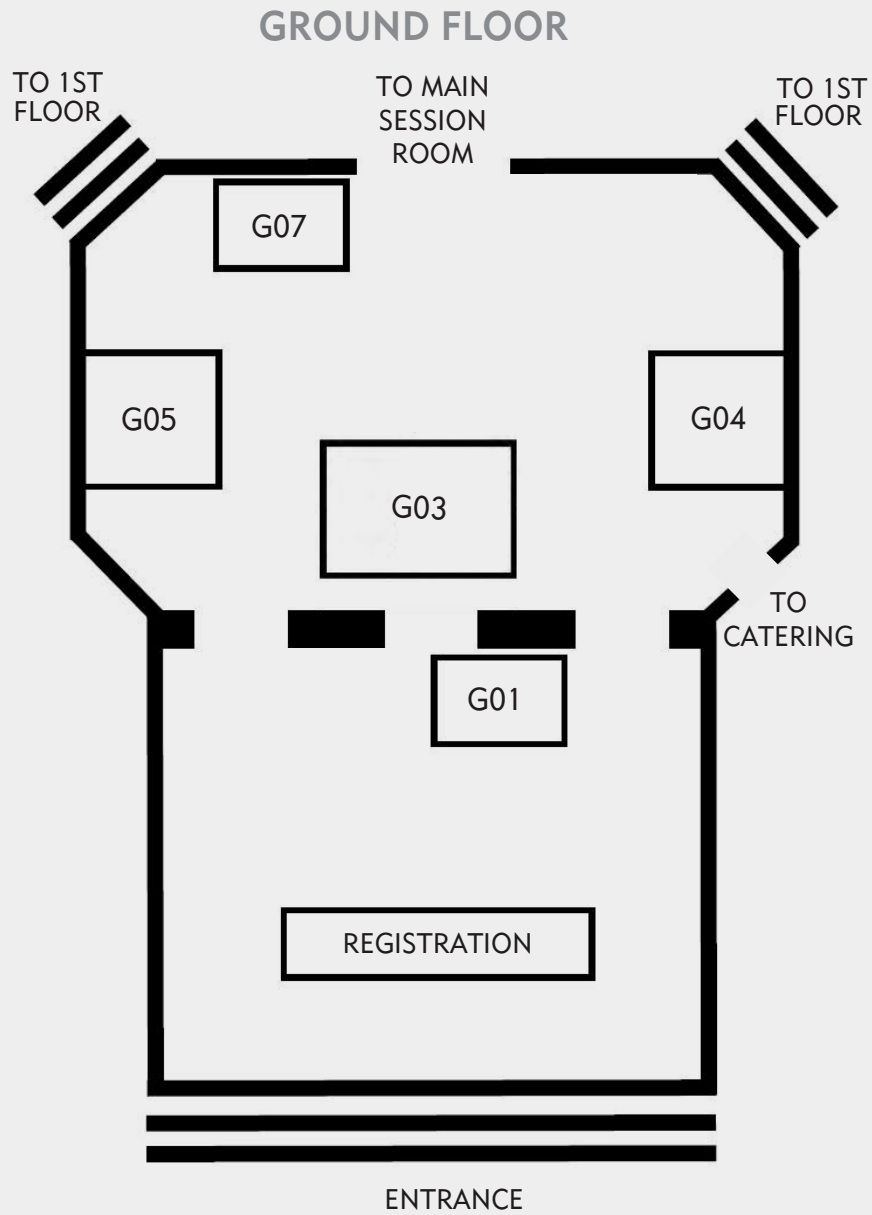 GROUND FLOOR
TO 1ST
FLOOR
TO MAIN
SESSION
ROOM
TO 1ST
FLOOR
G07
G05
G04
G03
TO
CATERING
G01
REGISTRATION
ENTRANCE